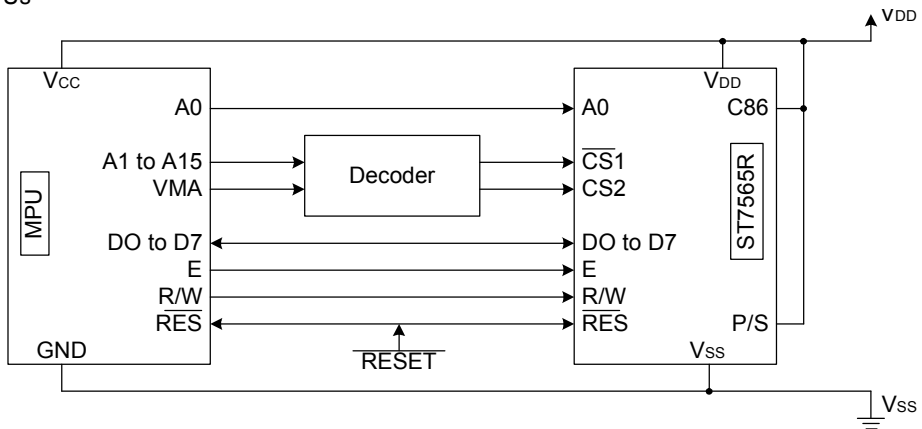 VDD
VCC
VDD
A0
A0
C86
A1 to A15
Decoder
CS1
VMA
CS2
MPU
ST7565R
DO to D7
DO to D7
E
E
R/W
R/W
RES
RES
P/S
GND
RESET
VSS
VSS